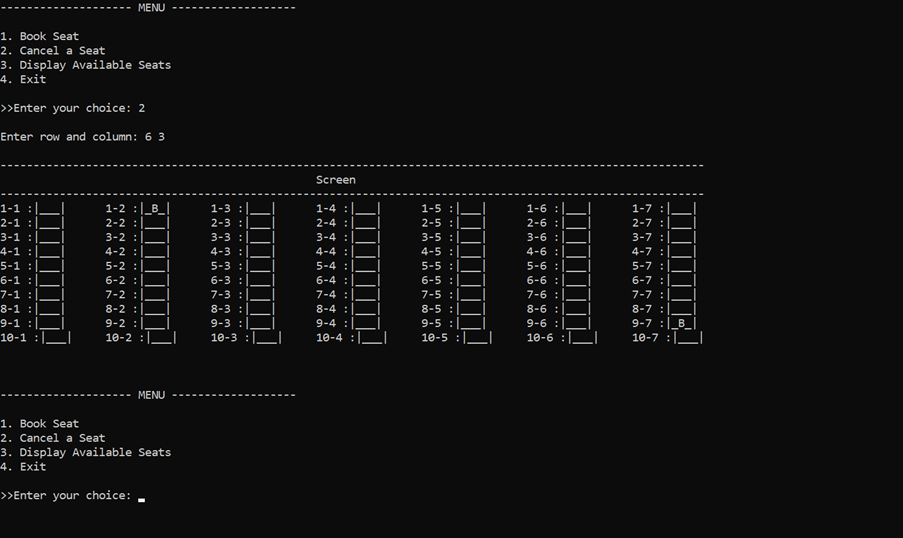 -------------------- MENU -------------------
1. Book Seat
2. Cancel a Seat
3. Display Available Seats
4. Exit
>>Enter your choice: 2
Enter row and column: 6 3
-----------------------------------------------------------------------------------------------------------
Screen
-----------------------------------------------------------------------------------------------------------
1-1 :|___|      1-2 :|_B_|      1-3 :|___|      1-4 :|___|      1-5 :|___|      1-6 :|___|      1-7 :|___|
2-1 :|___|      2-2 :|___|      2-3 :|___|      2-4 :|___|      2-5 :|___|      2-6 :|___|      2-7 :|___|
3-1 :|___|      3-2 :|___|      3-3 :|___|      3-4 :|___|      3-5 :|___|      3-6 :|___|      3-7 :|___|
4-1 :|___|      4-2 :|___|      4-3 :|___|      4-4 :|___|      4-5 :|___|      4-6 :|___|      4-7 :|___|
5-1 :|___|      5-2 :|___|      5-3 :|___|      5-4 :|___|      5-5 :|___|      5-6 :|___|      5-7 :|___|
6-1 :|___|      6-2 :|___|      6-3 :|___|      6-4 :|___|      6-5 :|___|      6-6 :|___|      6-7 :|___|
7-1 :|___|      7-2 :|___|      7-3 :|___|      7-4 :|___|      7-5 :|___|      7-6 :|___|      7-7 :|___|
8-1 :|___|      8-2 :|___|      8-3 :|___|      8-4 :|___|      8-5 :|___|      8-6 :|___|      8-7 :|___|
9-1 :|___|      9-2 :|___|      9-3 :|___|      9-4 :|___|      9-5 :|___|      9-6 :|___|      9-7 :|_B_|
10-1 :|___|     10-2 :|___|     10-3 :|___|     10-4 :|___|     10-5 :|___|     10-6 :|___|     10-7 :|___|
-------------------- MENU -------------------
1. Book Seat
2. Cancel a Seat
3. Display Available Seats
4. Exit
>>Enter your choice: